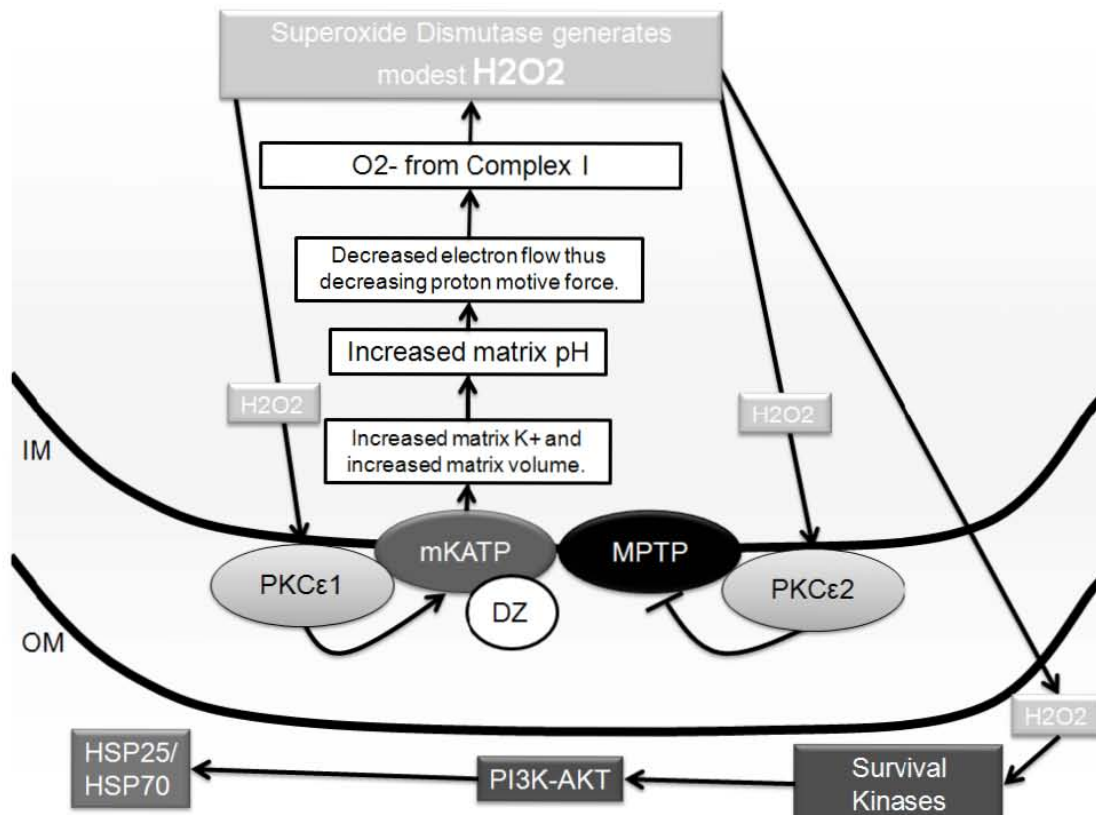 Superoxide Dismutase generates
modest H2O2
O2- from Complex I
Decreased electron flow thus
decreasing proton motive force.
Increased matrix pH
H2O2
H2O2
Increased matrix K+ and
increased matrix volume.
IM
mKATP
MPTP
PKCε1
PKCε2
DZ
OM
H2O2
HSP25/
HSP70
PI3K-AKT
Survival
Kinases